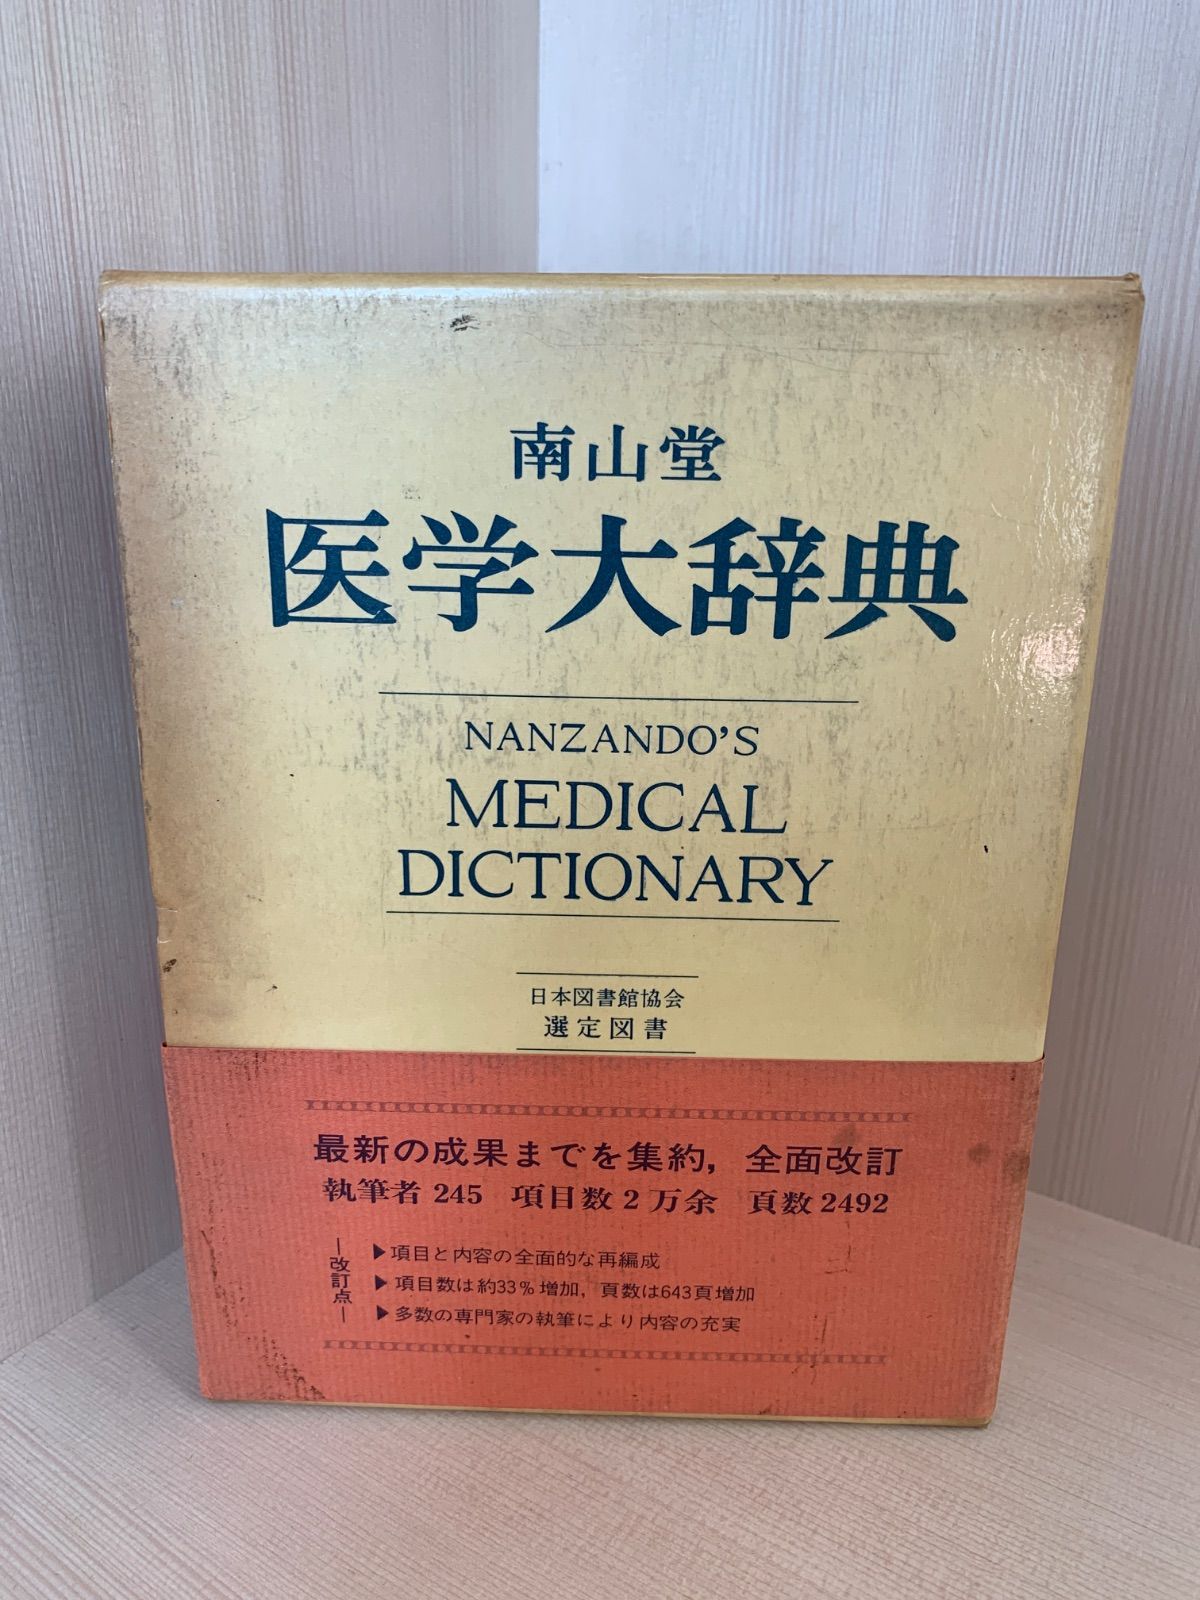 南山堂
医学大辞典
NANZANDO'S
MEDICAL
DICTIONARY
日本図書館協会
選定図書
最新の成果までを集約，全面改訂
執筆者 245 項目数 2 万余 頁数 2492
―改訂点―
▶項目と内容の全面的な再編成
▶項目数は約33％増加，頁数は643頁増加
▶多数の専門家の執筆により内容の充実